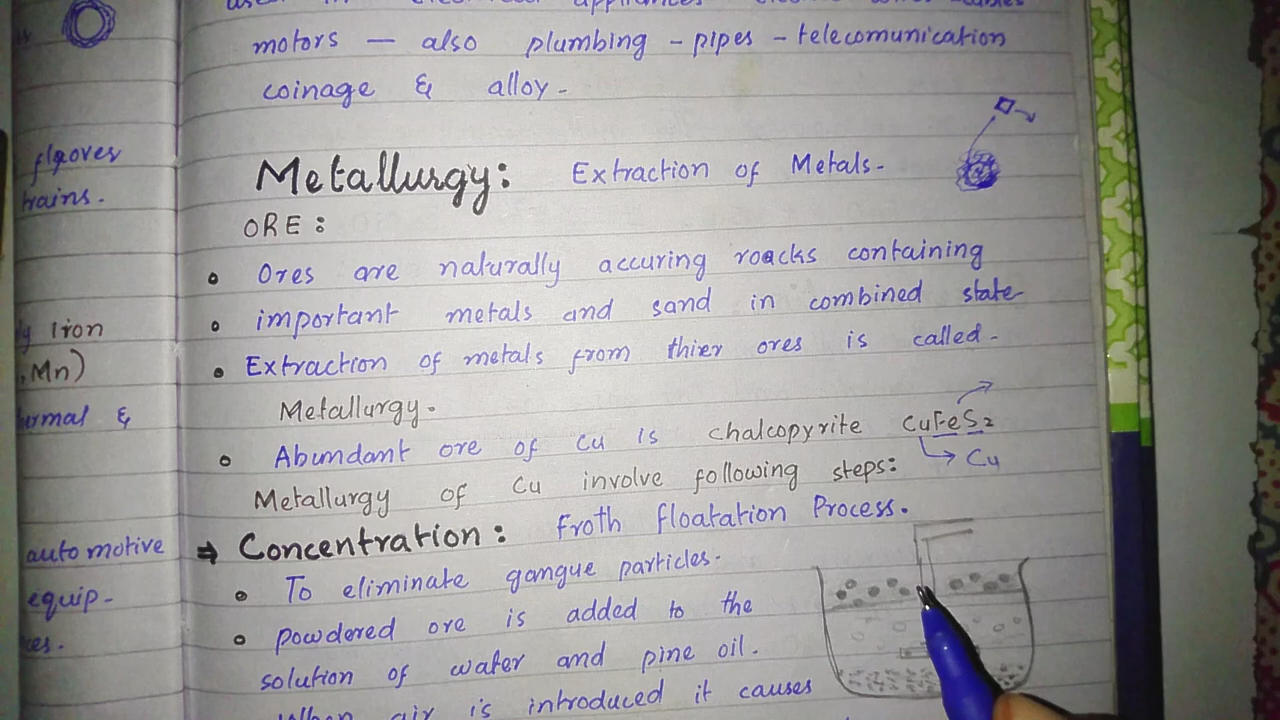 motors — also plumbing - pipes - telecomunication
coinage & alloy -
flooves
trains.
Metallurgy: Extraction of Metals-
ORE :
Ores are naturally accuring roacks containing
important metals and sand in combined state
Iron
Extraction of metals from thier ores is called -
, Mn)
Metallurgy.
&
Abundant ore of Cu is chalcopyrite CuFeS2
Cu
Metallurgy of Cu involve following steps:
automotive
⇒ Concentration : Froth floatation Process.
equip-
To eliminate gangue particles.
powdered ore is added to the
solution of water and pine oil.
air is introduced it causes